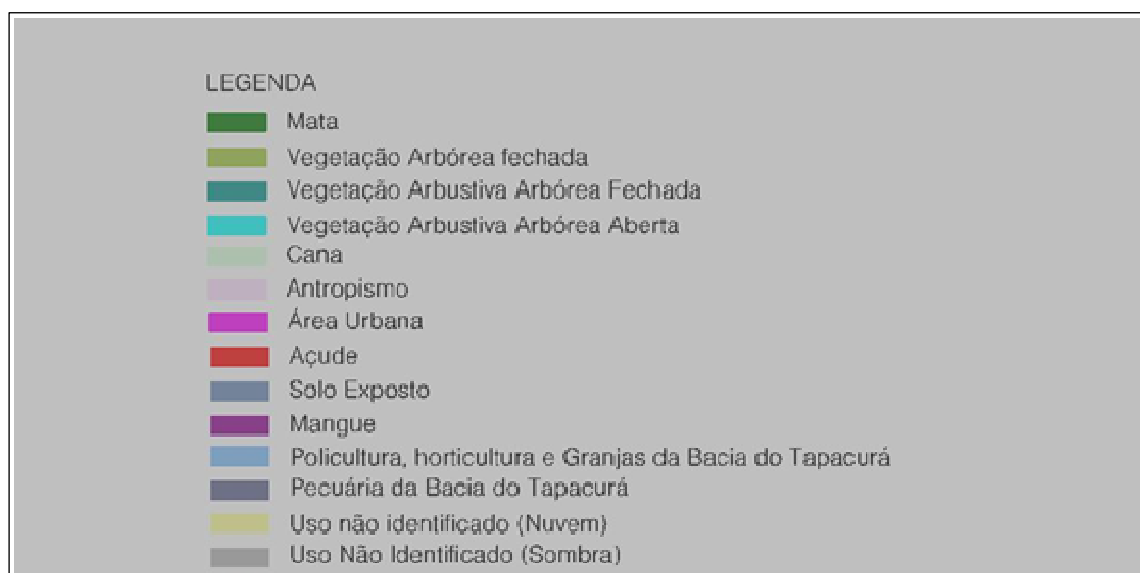 LEGENDA
Mata
Vegetação Arbórea fechada
Vegetação Arbustiva Arbórea Fechada
Vegetação Arbustiva Arbórea Aberta
Cana
Antropismo
Área Urbana
Açude
Solo Exposto
Mangue
Policultura, horticultura e Granjas da Bacia do Tapacurá
Pecuária da Bacia do Tapacurá
Uso não identificado (Nuvem)
Uso Não Identificado (Sombra)